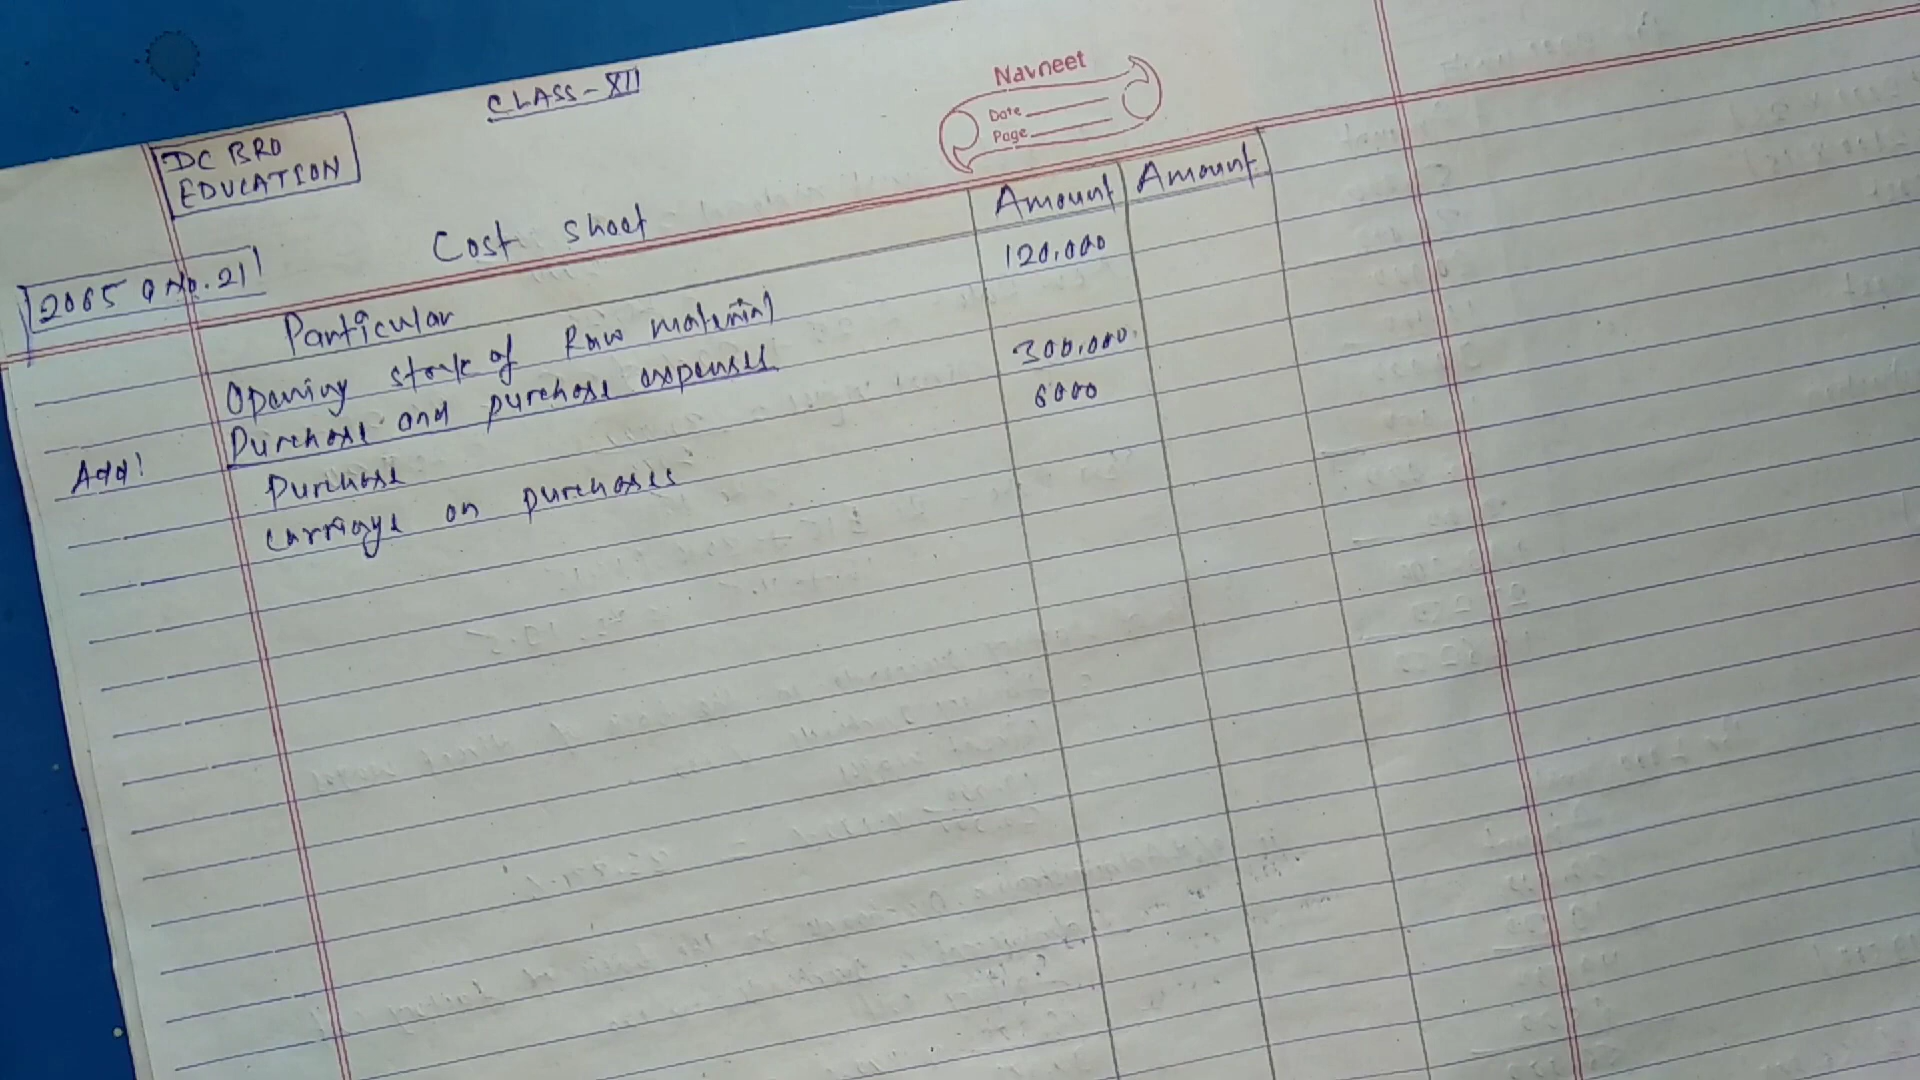 CLASS-XII
Navneet
Date
Page
DC BRO
EDUCATION
2065 Q No. 21
Cost sheet
Particular Amount Amount
Opening stock of Raw material 120,000
Add: Purchase and purchase expenses
Purchase 300,000
Carriage on purchases 6000